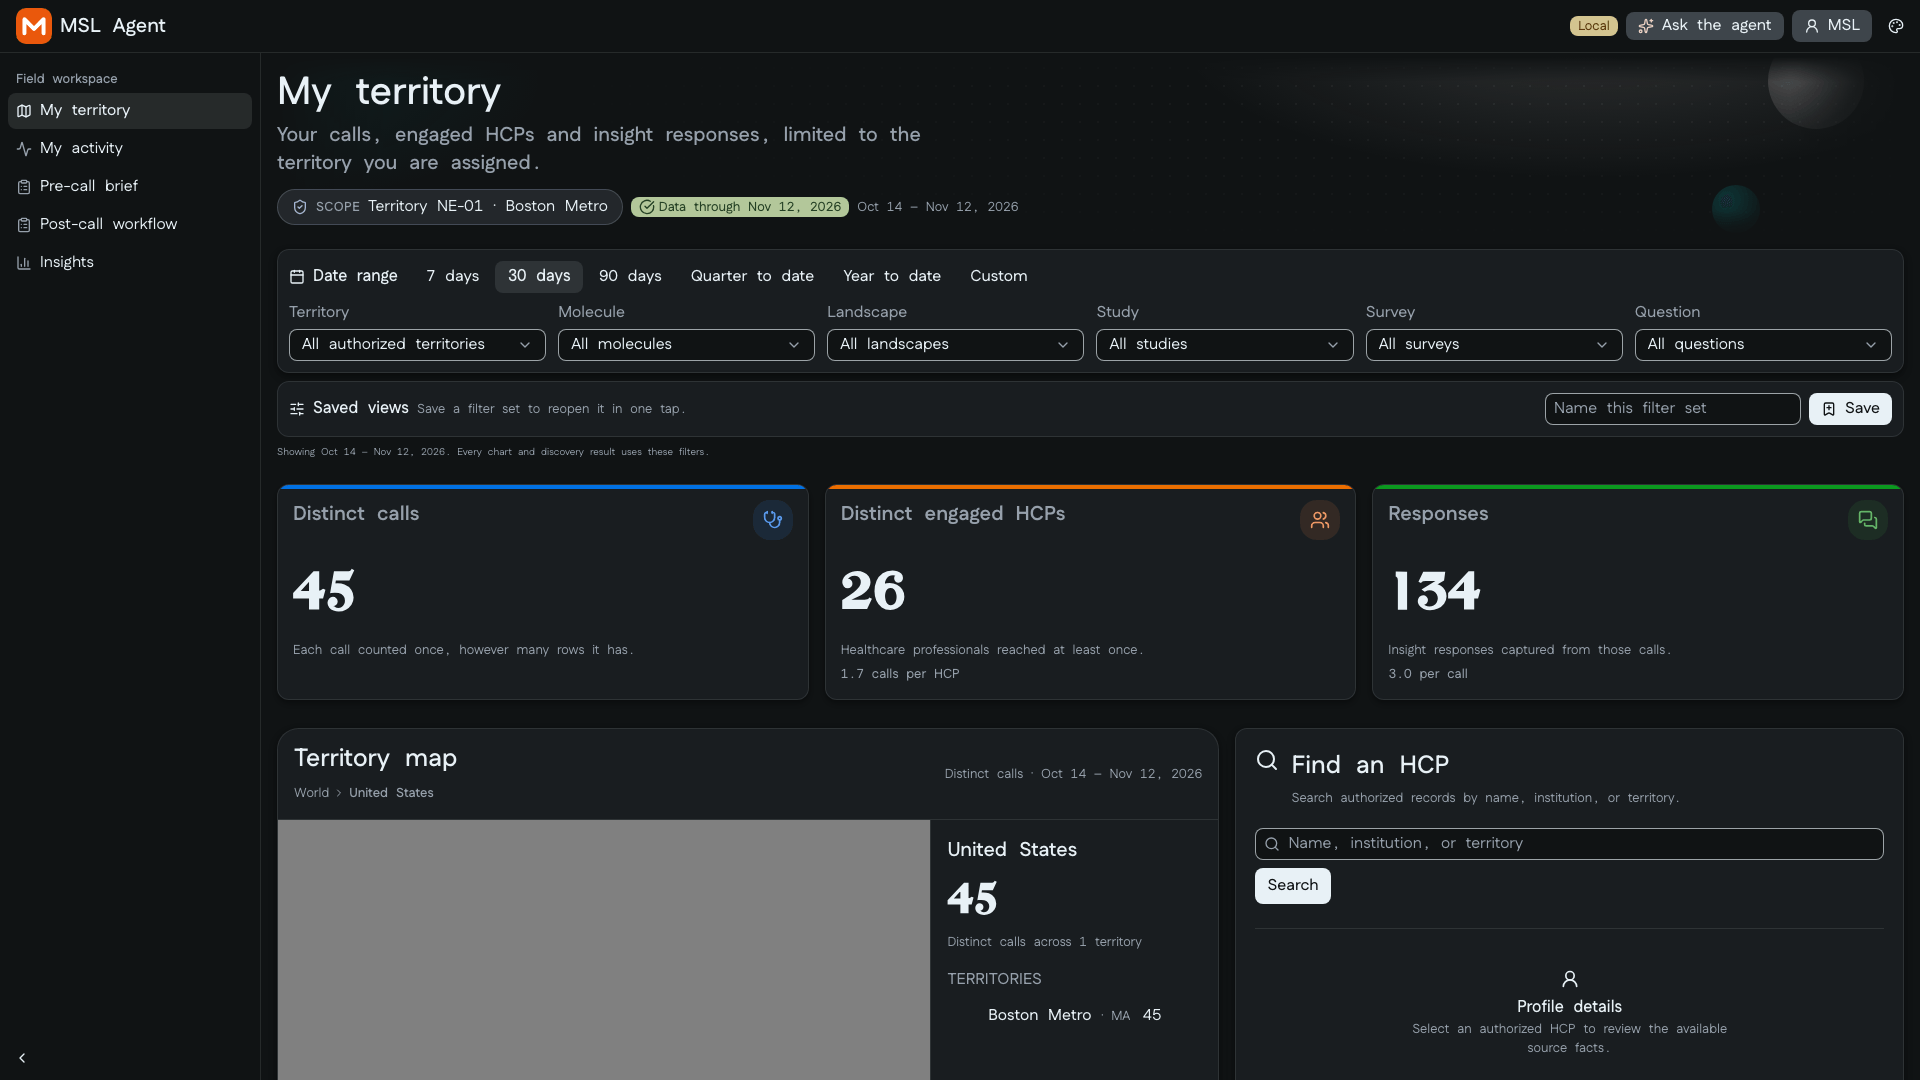 MSL Agent
Local
Ask the agent
MSL
Field workspace
My territory
My activity
Pre-call brief
Post-call workflow
Insights
My territory
Your calls, engaged HCPs and insight responses, limited to the
territory you are assigned.
SCOPE Territory NE-01 · Boston Metro
Data through Nov 12, 2026
Oct 14 – Nov 12, 2026
Date range
7 days
30 days
90 days
Quarter to date
Year to date
Custom
Territory
Molecule
Landscape
Study
Survey
Question
All authorized territories
All molecules
All landscapes
All studies
All surveys
All questions
Saved views
Save a filter set to reopen it in one tap.
Name this filter set
Save
Showing Oct 14 – Nov 12, 2026. Every chart and discovery result uses these filters.
Distinct calls
45
Each call counted once, however many rows it has.
Distinct engaged HCPs
26
Healthcare professionals reached at least once.
1.7 calls per HCP
Responses
134
Insight responses captured from those calls.
3.0 per call
Territory map
World > United States
Distinct calls · Oct 14 – Nov 12, 2026
United States
45
Distinct calls across 1 territory
TERRITORIES
Boston Metro · MA 45
Find an HCP
Search authorized records by name, institution, or territory.
Name, institution, or territory
Search
Profile details
Select an authorized HCP to review the available
source facts.